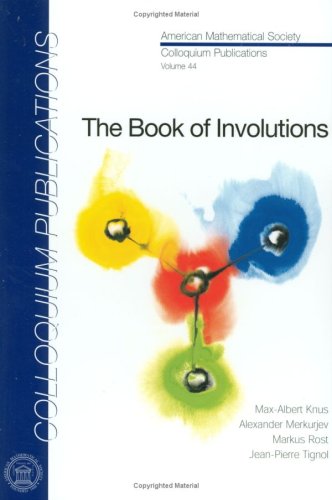 Copyrighted Material
American Mathematical Society
Colloquium Publications
Volume 44
COLLOQUIUM PUBLICATIONS
The Book of Involutions
Max-Albert Knus
Alexander Merkurjev
Markus Rost
Jean-Pierre Tignol
Copyrighted Material